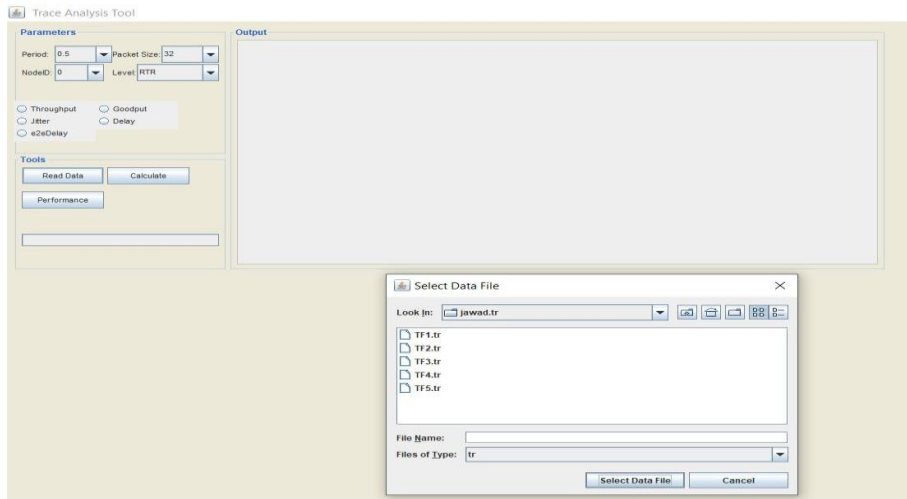 Trace Analysis Tool
Parameters
Period: 0.5 Packet Size: 32
NodeID: 0 Level: RTR
Throughput Goodput
Jitter Delay
e2eDelay
Tools
Read Data Calculate
Performance
Output
Select Data File
Look In: jawad.tr
TF1.tr
TF2.tr
TF3.tr
TF4.tr
TF5.tr
File Name:
Files of Type: tr
Select Data File Cancel